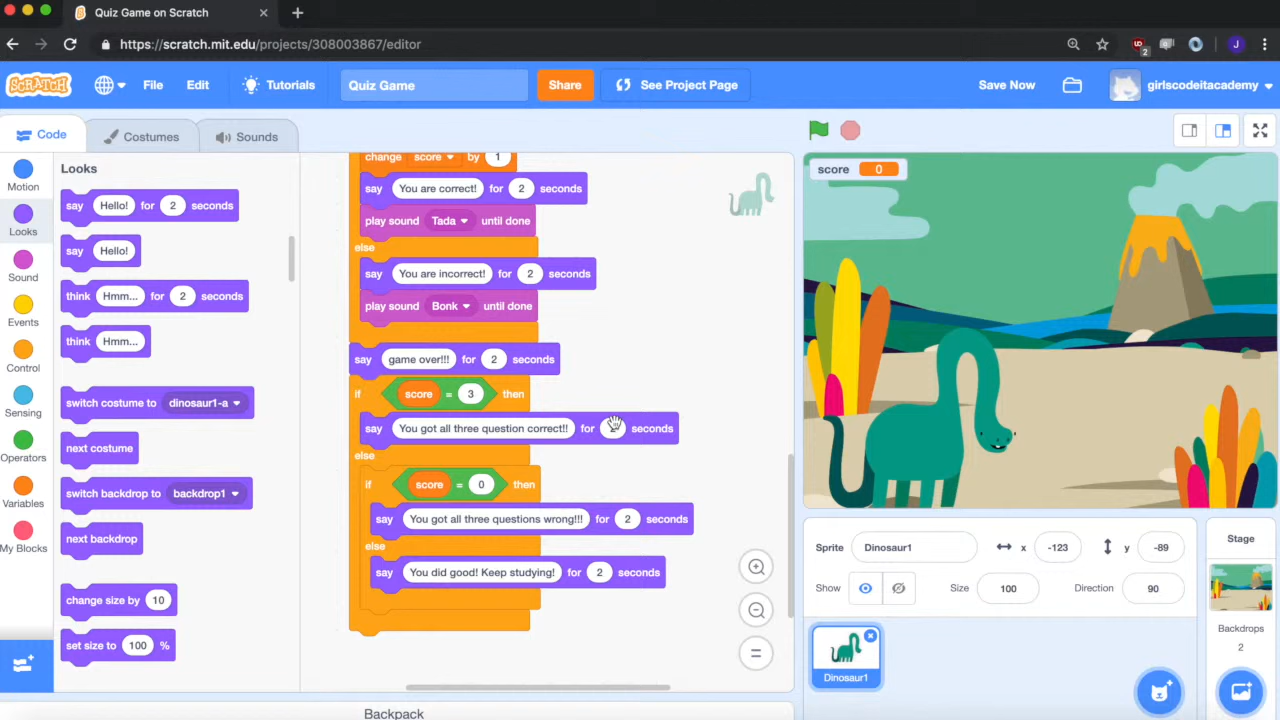 Quiz Game on Scratch
https://scratch.mit.edu/projects/308003867/editor
2
J
SCRATCH
File
Edit
Tutorials
Quiz Game
Share
See Project Page
Save Now
girlscodeitacademy
Code
Costumes
Sounds
Motion
Looks
Sound
Events
Control
Sensing
Operators
Variables
My Blocks
Looks
say Hello! for 2 seconds
say Hello!
think Hmm... for 2 seconds
think Hmm...
switch costume to dinosaur1-a
next costume
switch backdrop to backdrop1
next backdrop
change size by 10
set size to 100 %
change score by 1
say You are correct! for 2 seconds
play sound Tada until done
else
say You are incorrect! for 2 seconds
play sound Bonk until done
say game over!!! for 2 seconds
if score = 3 then
say You got all three question correct!! for seconds
else
if score = 0 then
say You got all three questions wrong!!! for 2 seconds
else
say You did good! Keep studying! for 2 seconds
Backpack
score 0
Sprite Dinosaur1 x -123 y -89
Show Size 100 Direction 90
Dinosaur1
Stage
Backdrops
2